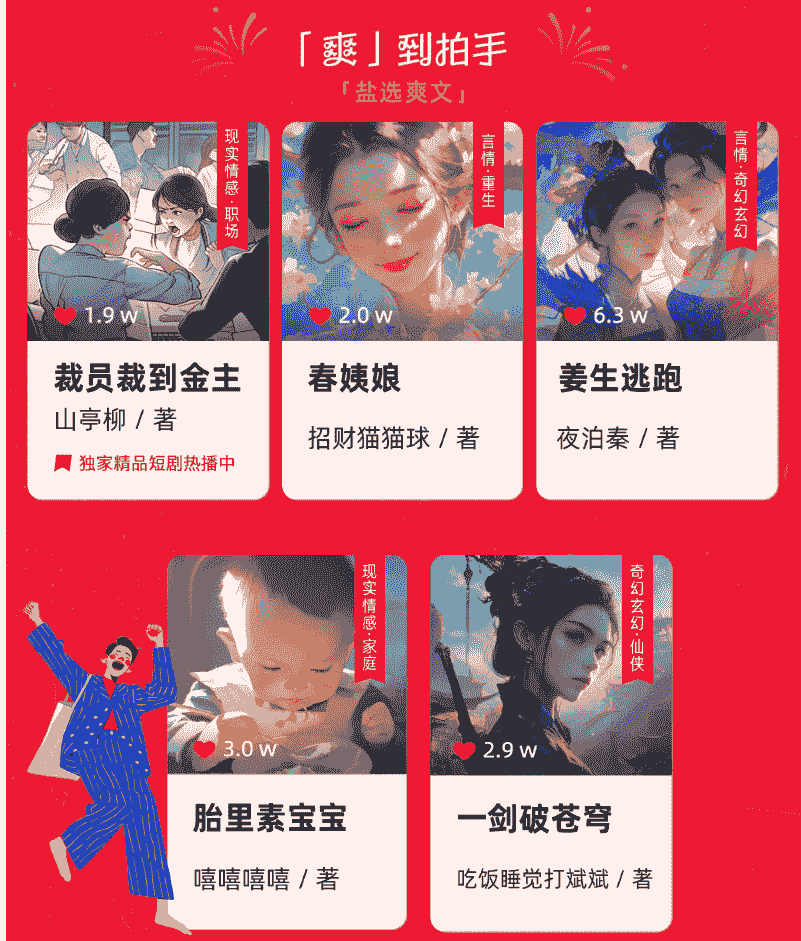 「爽」到拍手
「盐选爽文」
现实情感·职场
1.9 w
裁员裁到金主
山亭柳 / 著
独家精品短剧热播中
言情·重生
2.0 w
春姨娘
招财猫猫球 / 著
言情·奇幻玄幻
6.3 w
姜生逃跑
夜泊秦 / 著
现实情感·家庭
3.0 w
胎里素宝宝
嘻嘻嘻嘻 / 著
奇幻玄幻·仙侠
2.9 w
一剑破苍穹
吃饭睡觉打斌斌 / 著